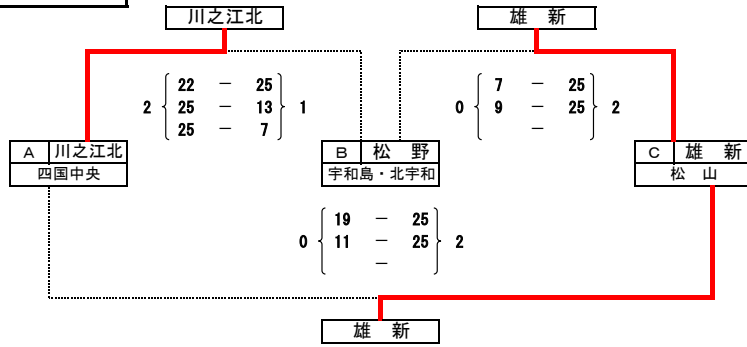 川之江北
雄 新
22 － 25
2 25 － 13 1
25 － 7
7 － 25
0 9 － 25 2
－
A 川之江北
四国中央
B 松 野
宇和島・北宇和
C 雄 新
松 山
19 － 25
0 11 － 25 2
－
雄 新